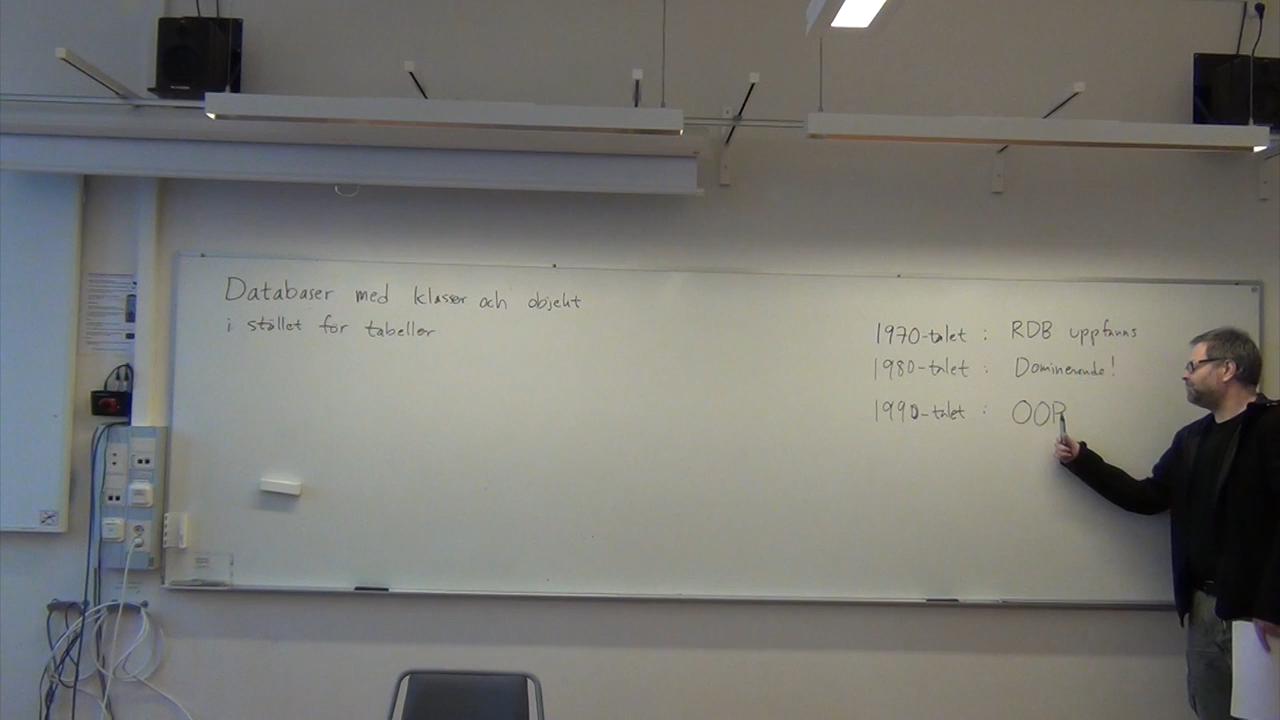 Databaser med klasser och objekt
i stället för tabeller
1970-talet : RDB uppfanns
1980-talet : Dominerande!
1990-talet : OOP